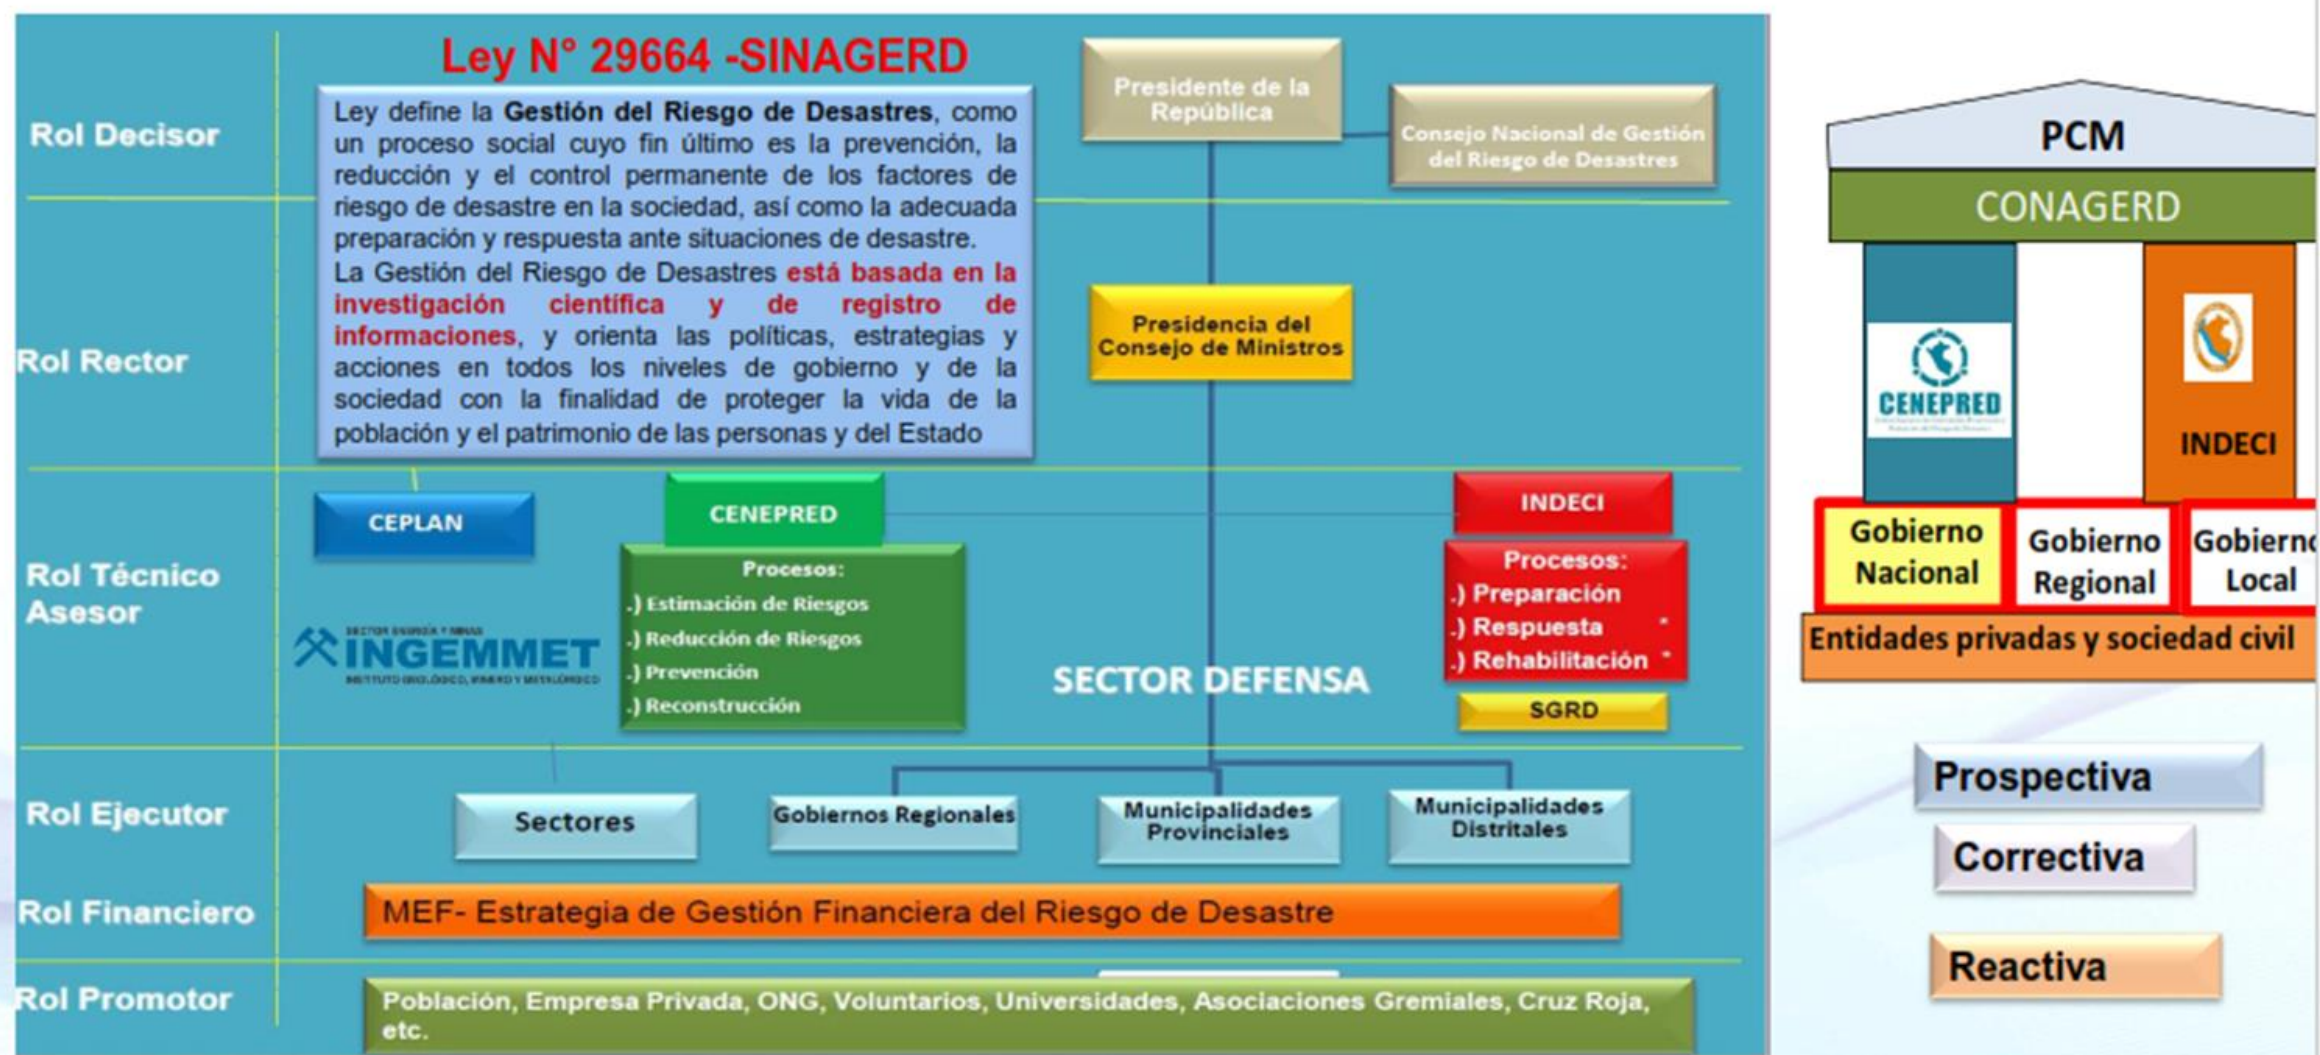 Ley N° 29664 -SINAGERD
Rol Decisor
Ley define la Gestión del Riesgo de Desastres, como
un proceso social cuyo fin último es la prevención, la
reducción y el control permanente de los factores de
riesgo de desastre en la sociedad, así como la adecuada
preparación y respuesta ante situaciones de desastre.
La Gestión del Riesgo de Desastres está basada en la
investigación científica y de registro de
informaciones, y orienta las políticas, estrategias y
acciones en todos los niveles de gobierno y de la
sociedad con la finalidad de proteger la vida de la
población y el patrimonio de las personas y del Estado
Presidente de la
República
Consejo Nacional de Gestión
del Riesgo de Desastres
Rol Rector
Presidencia del
Consejo de Ministros
Rol Técnico
Asesor
CEPLAN
SECTOR ENERGÍA Y MINAS
INGEMMET
INSTITUTO GEOLÓGICO, MINERO Y METALÚRGICO
CENEPRED
Procesos:
.) Estimación de Riesgos
.) Reducción de Riesgos
.) Prevención
.) Reconstrucción
SECTOR DEFENSA
INDECI
Procesos:
.) Preparación
.) Respuesta "
.) Rehabilitación "
SGRD
Rol Ejecutor
Sectores
Gobiernos Regionales
Municipalidades
Provinciales
Municipalidades
Distritales
Rol Financiero
MEF- Estrategia de Gestión Financiera del Riesgo de Desastre
Rol Promotor
Población, Empresa Privada, ONG, Voluntarios, Universidades, Asociaciones Gremiales, Cruz Roja,
etc.
PCM
CONAGERD
CENEPRED
INDECI
Gobierno
Nacional
Gobierno
Regional
Gobierno
Local
Entidades privadas y sociedad civil
Prospectiva
Correctiva
Reactiva